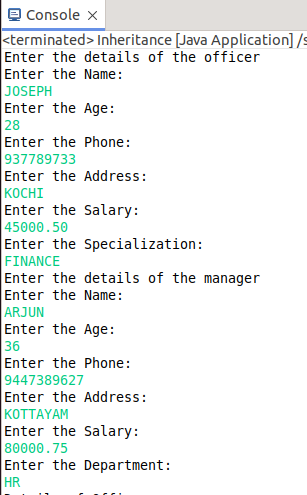 Console
<terminated> Inheritance [Java Application]
Enter the details of the officer
Enter the Name:
JOSEPH
Enter the Age:
28
Enter the Phone:
937789733
Enter the Address:
KOCHI
Enter the Salary:
45000.50
Enter the Specialization:
FINANCE
Enter the details of the manager
Enter the Name:
ARJUN
Enter the Age:
36
Enter the Phone:
9447389627
Enter the Address:
KOTTAYAM
Enter the Salary:
80000.75
Enter the Department:
HR